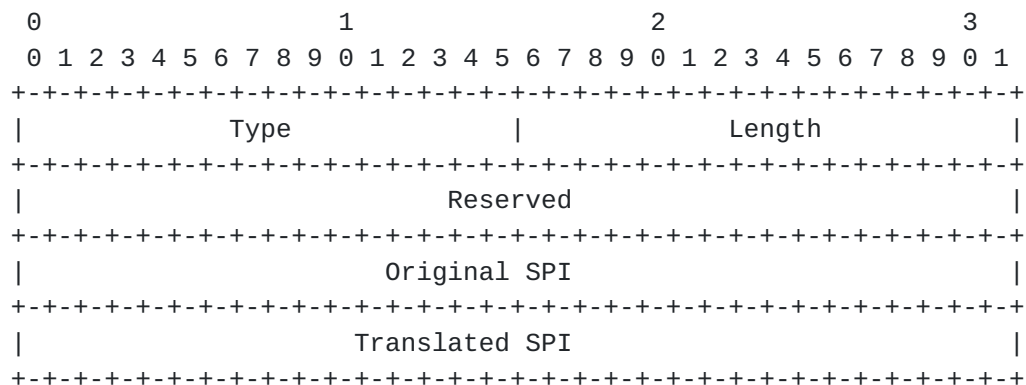 0                   1                   2                   3
 0 1 2 3 4 5 6 7 8 9 0 1 2 3 4 5 6 7 8 9 0 1 2 3 4 5 6 7 8 9 0 1
+-+-+-+-+-+-+-+-+-+-+-+-+-+-+-+-+-+-+-+-+-+-+-+-+-+-+-+-+-+-+-+-+
|             Type              |             Length            |
+-+-+-+-+-+-+-+-+-+-+-+-+-+-+-+-+-+-+-+-+-+-+-+-+-+-+-+-+-+-+-+-+
|                           Reserved                            |
+-+-+-+-+-+-+-+-+-+-+-+-+-+-+-+-+-+-+-+-+-+-+-+-+-+-+-+-+-+-+-+-+
|                       Original SPI                            |
+-+-+-+-+-+-+-+-+-+-+-+-+-+-+-+-+-+-+-+-+-+-+-+-+-+-+-+-+-+-+-+-+
|                     Translated SPI                            |
+-+-+-+-+-+-+-+-+-+-+-+-+-+-+-+-+-+-+-+-+-+-+-+-+-+-+-+-+-+-+-+-+